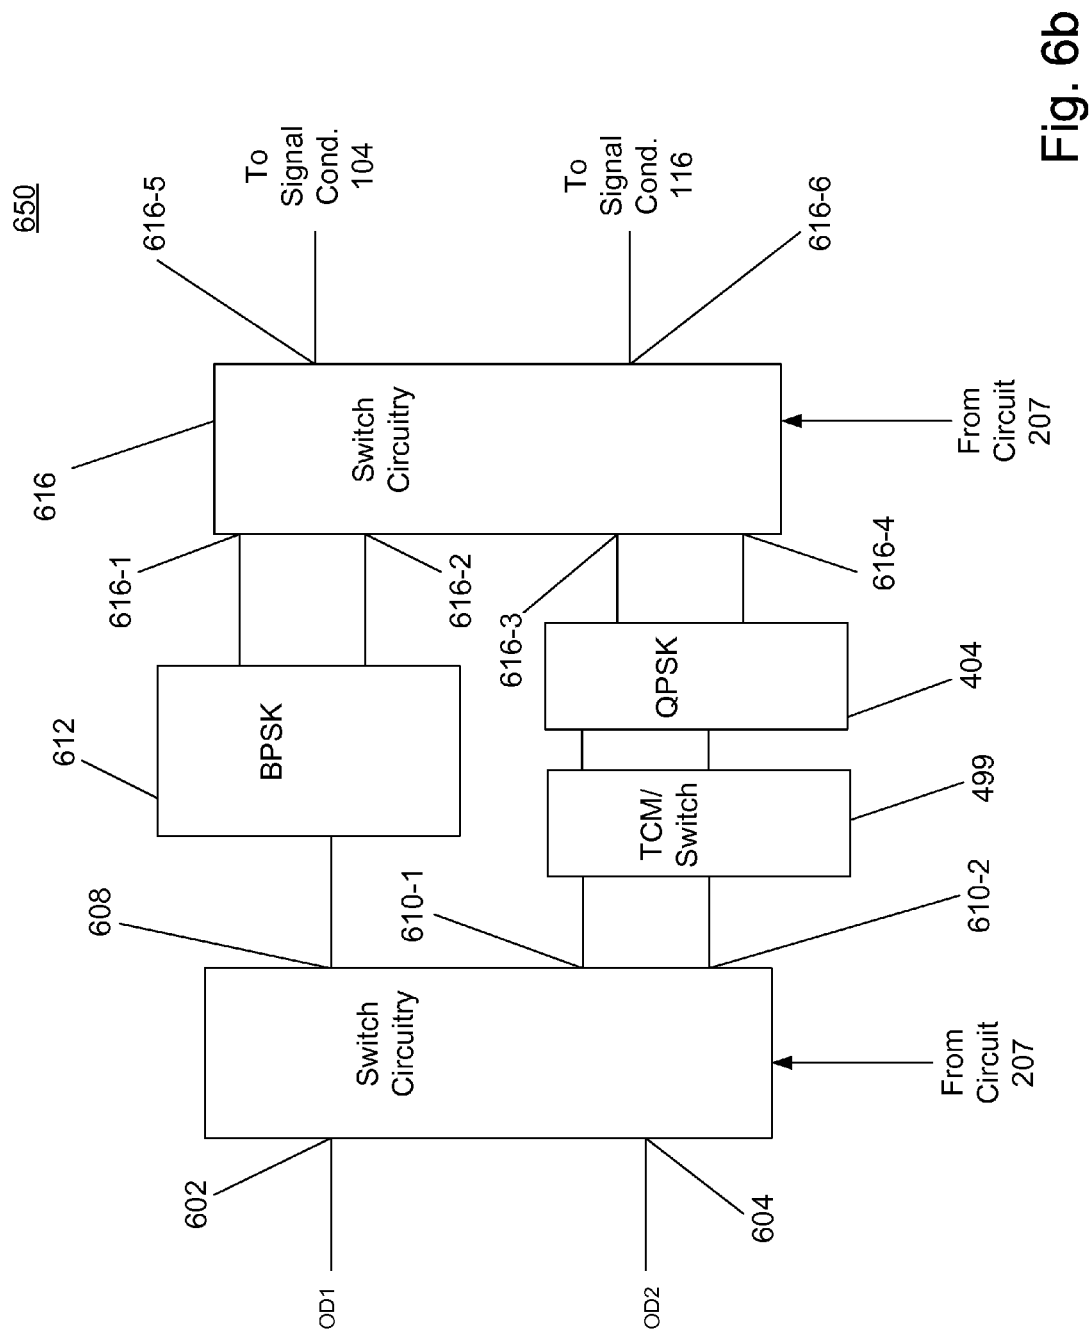 650
616
616-5
To
Signal
Cond.
104
612
616-1
608
BPSK
616-2
Switch
Circuitry
602
Switch
Circuitry
OD1
610-1
616-3
To
Signal
Cond.
116
TCM/
Switch
QPSK
OD2
604
610-2
499
404
616-4
616-6
From
Circuit
207
From
Circuit
207
Fig. 6b